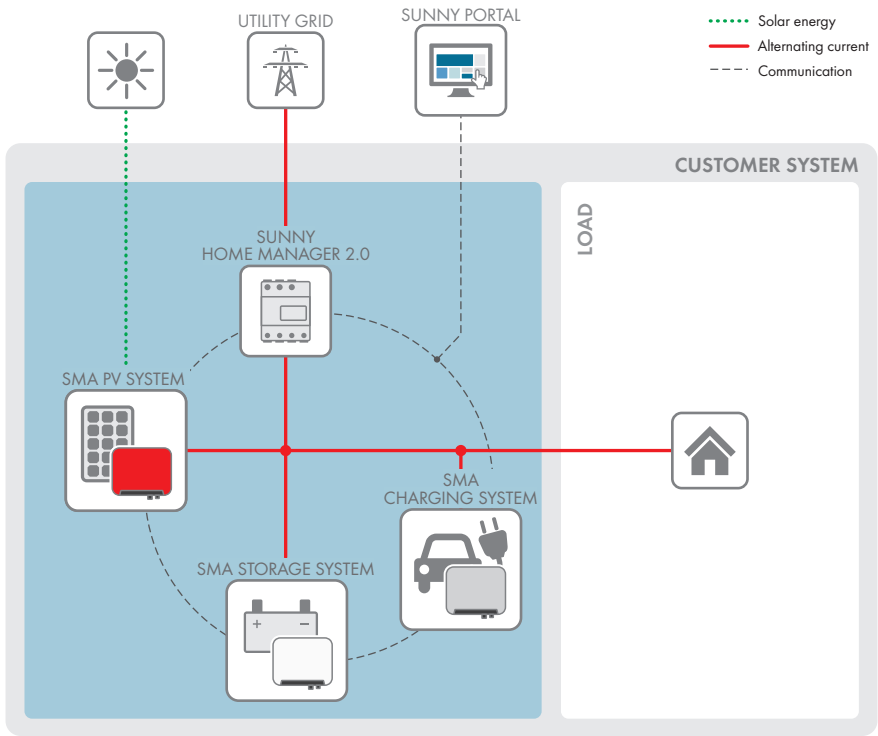 UTILITY GRID
SUNNY PORTAL
Solar energy
Alternating current
Communication
CUSTOMER SYSTEM
LOAD
SUNNY
HOME MANAGER 2.0
SMA PV SYSTEM
SMA
CHARGING SYSTEM
SMA STORAGE SYSTEM
+ −